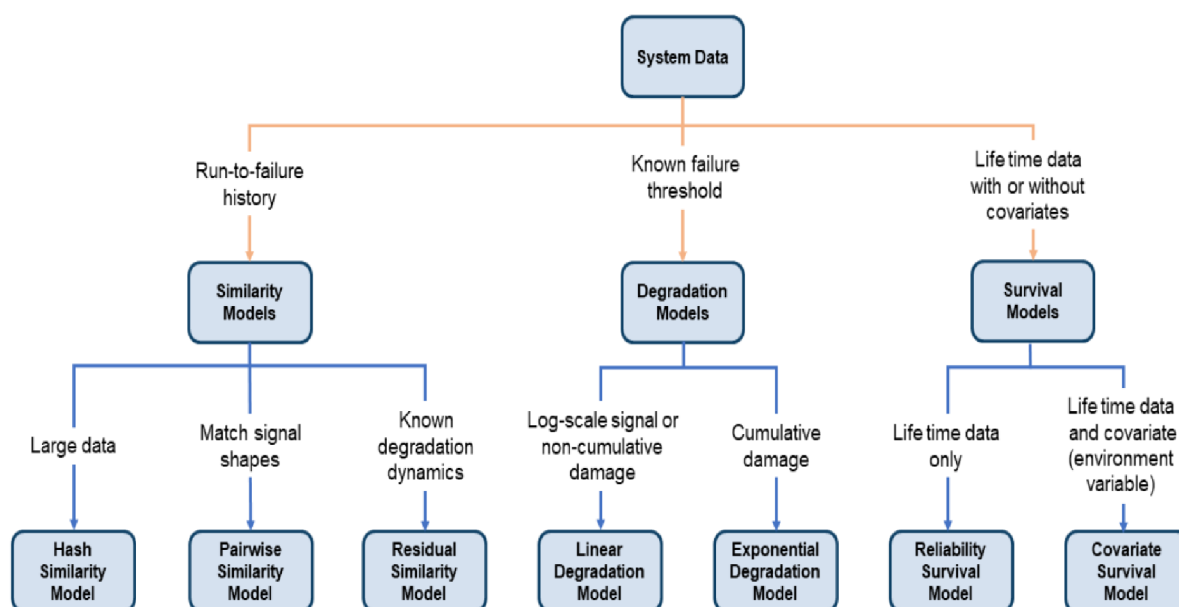 System Data
Run-to-failure
history
Known failure
threshold
Life time data
with or without
covariates
Similarity
Models
Degradation
Models
Survival
Models
Large data
Match signal
shapes
Known
degradation
dynamics
Log-scale signal or
non-cumulative
damage
Cumulative
damage
Life time data
only
Life time data
and covariate
(environment
variable)
Hash
Similarity
Model
Pairwise
Similarity
Model
Residual
Similarity
Model
Linear
Degradation
Model
Exponential
Degradation
Model
Reliability
Survival
Model
Covariate
Survival
Model